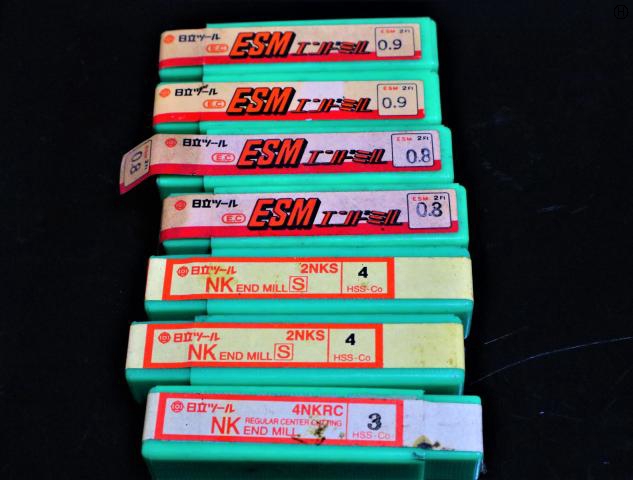 日立ツール E.C ESM エンドミル ESM 2Fl 0.9
日立ツール E.C ESM エンドミル ESM 2Fl 0.9
0.8 日立ツール E.C ESM エンドミル ESM 2Fl 0.8
日立ツール E.C ESM エンドミル ESM 2Fl 0.8
日立ツール 2NKS 4
NK END MILL S HSS-Co
日立ツール 2NKS 4
NK END MILL S HSS-Co
日立ツール 4NKRC 3
NK REGULAR CENTER CUTTING
END MILL HSS-Co